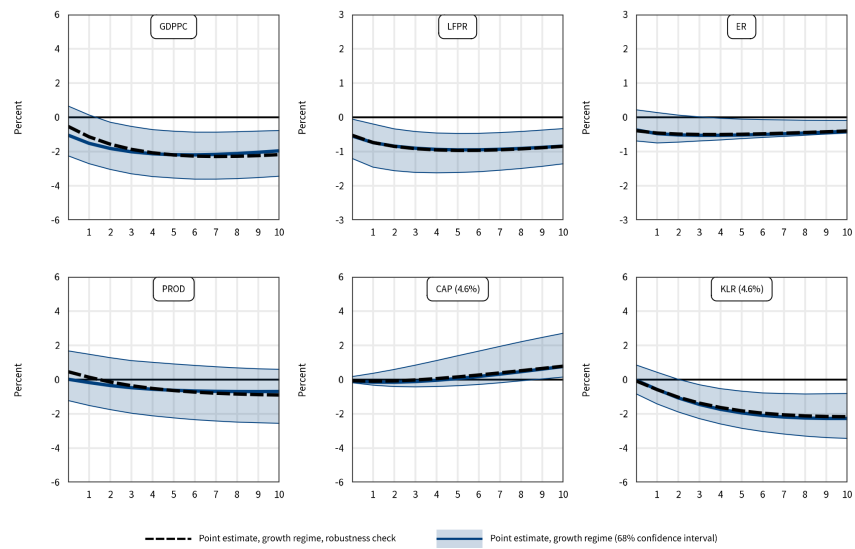 GDPPC
LFPR
ER
6
4
2
0
-2
-4
-6
Percent
1 2 3 4 5 6 7 8 9 10
3
2
1
0
-1
-2
-3
Percent
1 2 3 4 5 6 7 8 9 10
3
2
1
0
-1
-2
-3
Percent
1 2 3 4 5 6 7 8 9 10
PROD
CAP (4.6%)
KLR (4.6%)
6
4
2
0
-2
-4
-6
Percent
1 2 3 4 5 6 7 8 9 10
6
4
2
0
-2
-4
-6
Percent
1 2 3 4 5 6 7 8 9 10
6
4
2
0
-2
-4
-6
Percent
1 2 3 4 5 6 7 8 9 10
Point estimate, growth regime, robustness check
Point estimate, growth regime (68% confidence interval)